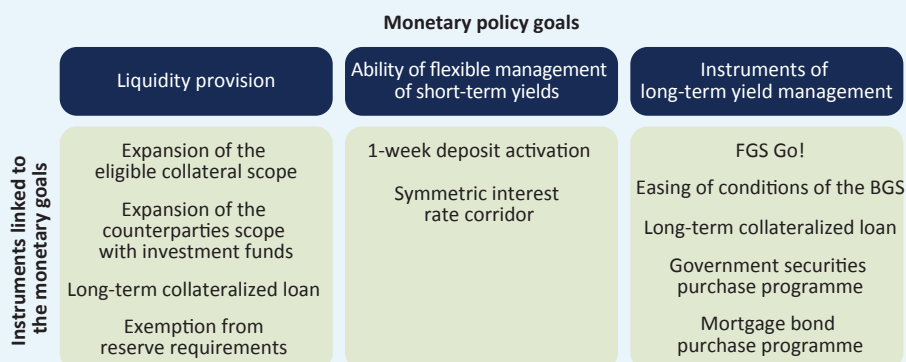 Monetary policy goals
Liquidity provision
Ability of flexible management
of short-term yields
Instruments of
long-term yield management
Instruments linked to
the monetary goals
Expansion of the
eligible collateral scope
Expansion of the
counterparties scope
with investment funds
Long-term collateralized loan
Exemption from
reserve requirements
1-week deposit activation
Symmetric interest
rate corridor
FGS Go!
Easing of conditions of the BGS
Long-term collateralized loan
Government securities
purchase programme
Mortgage bond
purchase programme